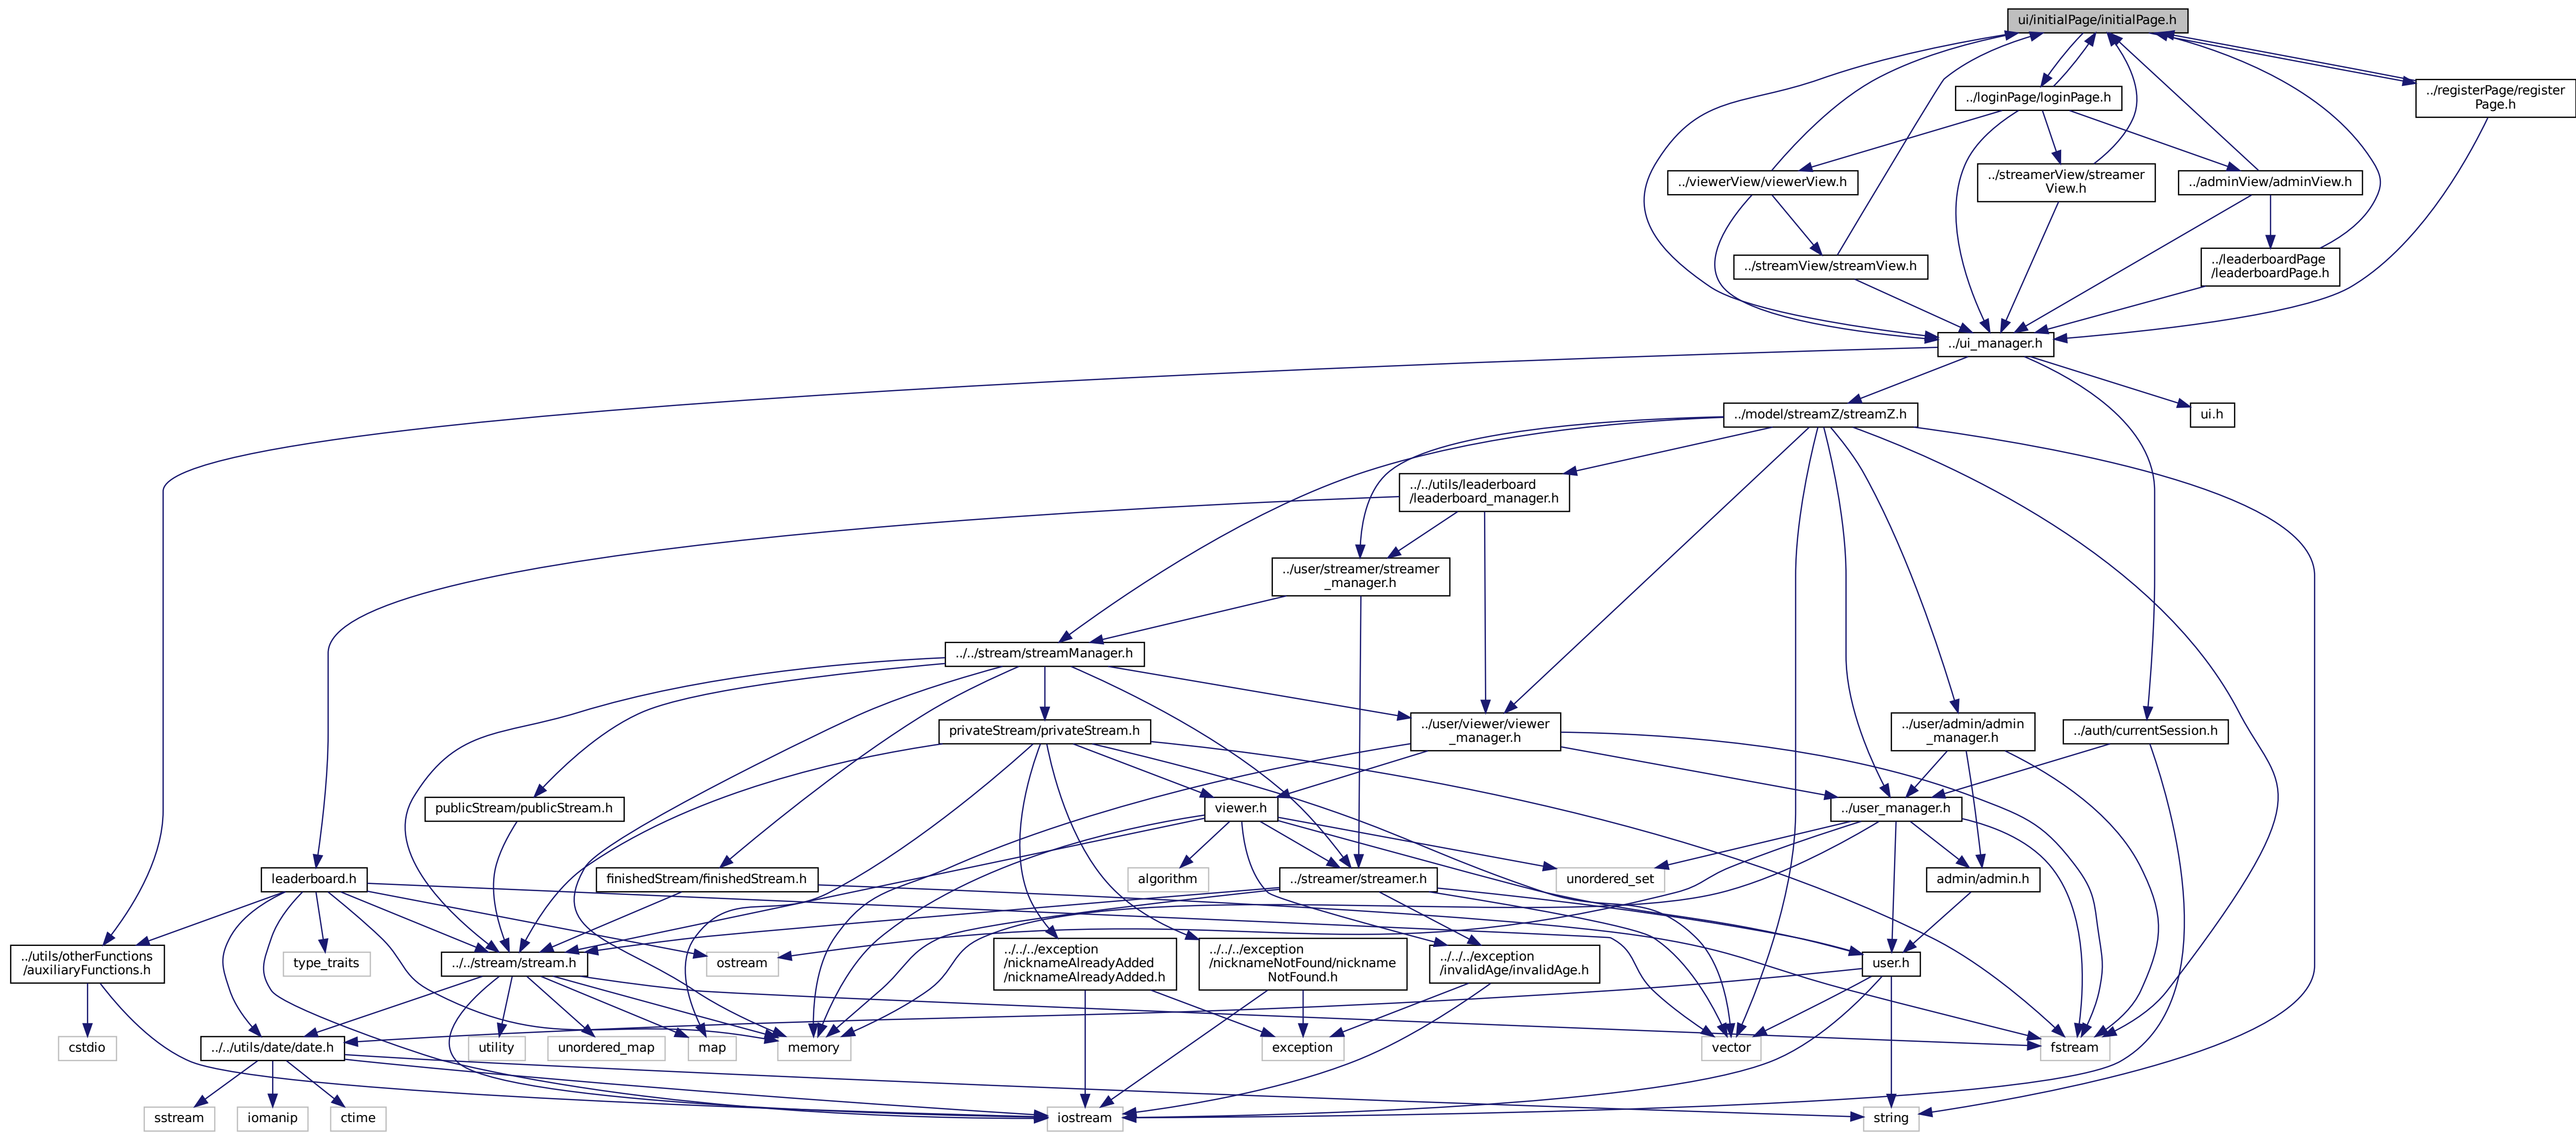 ui/initialPage/initialPage.h
../loginPage/loginPage.h
../registerPage/register
Page.h
../viewerView/viewerView.h
../streamerView/streamer
View.h
../adminView/adminView.h
../streamView/streamView.h
../leaderboardPage
/leaderboardPage.h
../ui_manager.h
../model/streamZ/streamZ.h
ui.h
../../utils/leaderboard
/leaderboard_manager.h
../user/streamer/streamer
_manager.h
../../stream/streamManager.h
privateStream/privateStream.h
../user/viewer/viewer
_manager.h
../user/admin/admin
_manager.h
../auth/currentSession.h
publicStream/publicStream.h
viewer.h
../user_manager.h
leaderboard.h
finishedStream/finishedStream.h
algorithm
../streamer/streamer.h
unordered_set
admin/admin.h
../utils/otherFunctions
/auxiliaryFunctions.h
type_traits
../../stream/stream.h
ostream
../../../exception
/nicknameAlreadyAdded
/nicknameAlreadyAdded.h
../../../exception
/nicknameNotFound/nickname
NotFound.h
../../../exception
/invalidAge/invalidAge.h
user.h
cstdio
../../utils/date/date.h
utility
unordered_map
map
memory
exception
vector
fstream
sstream
iomanip
ctime
iostream
string